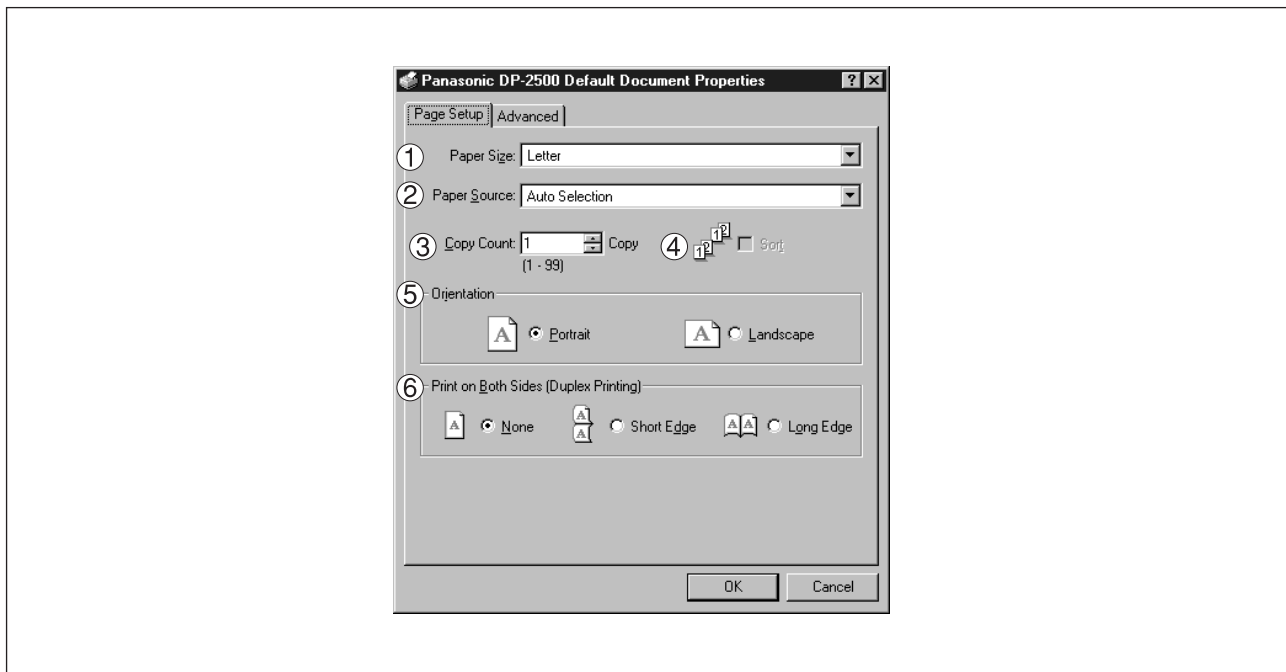 Panasonic DP-2500 Default Document Properties
Page Setup Advanced
① Paper Size: Letter
② Paper Source: Auto Selection
③ Copy Count: 1 Copy ④ 12 12 Sort
(1 - 99)
⑤ Orientation
A Portrait A Landscape
⑥ Print on Both Sides (Duplex Printing)
A None A A Short Edge A A Long Edge
OK Cancel